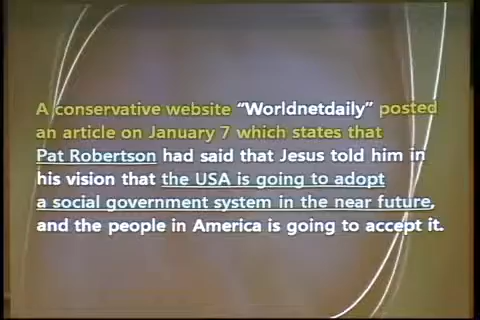 A conservative website “Worldnetdaily” posted
an article on January 7 which states that
Pat Robertson had said that Jesus told him in
his vision that the USA is going to adopt
a social government system in the near future,
and the people in America is going to accept it.